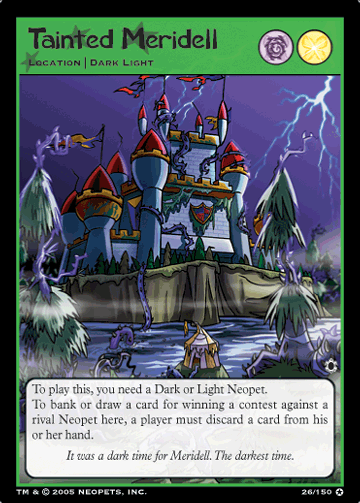 Tainted Meridell
Location | Dark Light
To play this, you need a Dark or Light Neopet.
To bank or draw a card for winning a contest against a
rival Neopet here, a player must discard a card from his
or her hand.
It was a dark time for Meridell. The darkest time.
TM & © 2005 NEOPETS, INC.
26/150